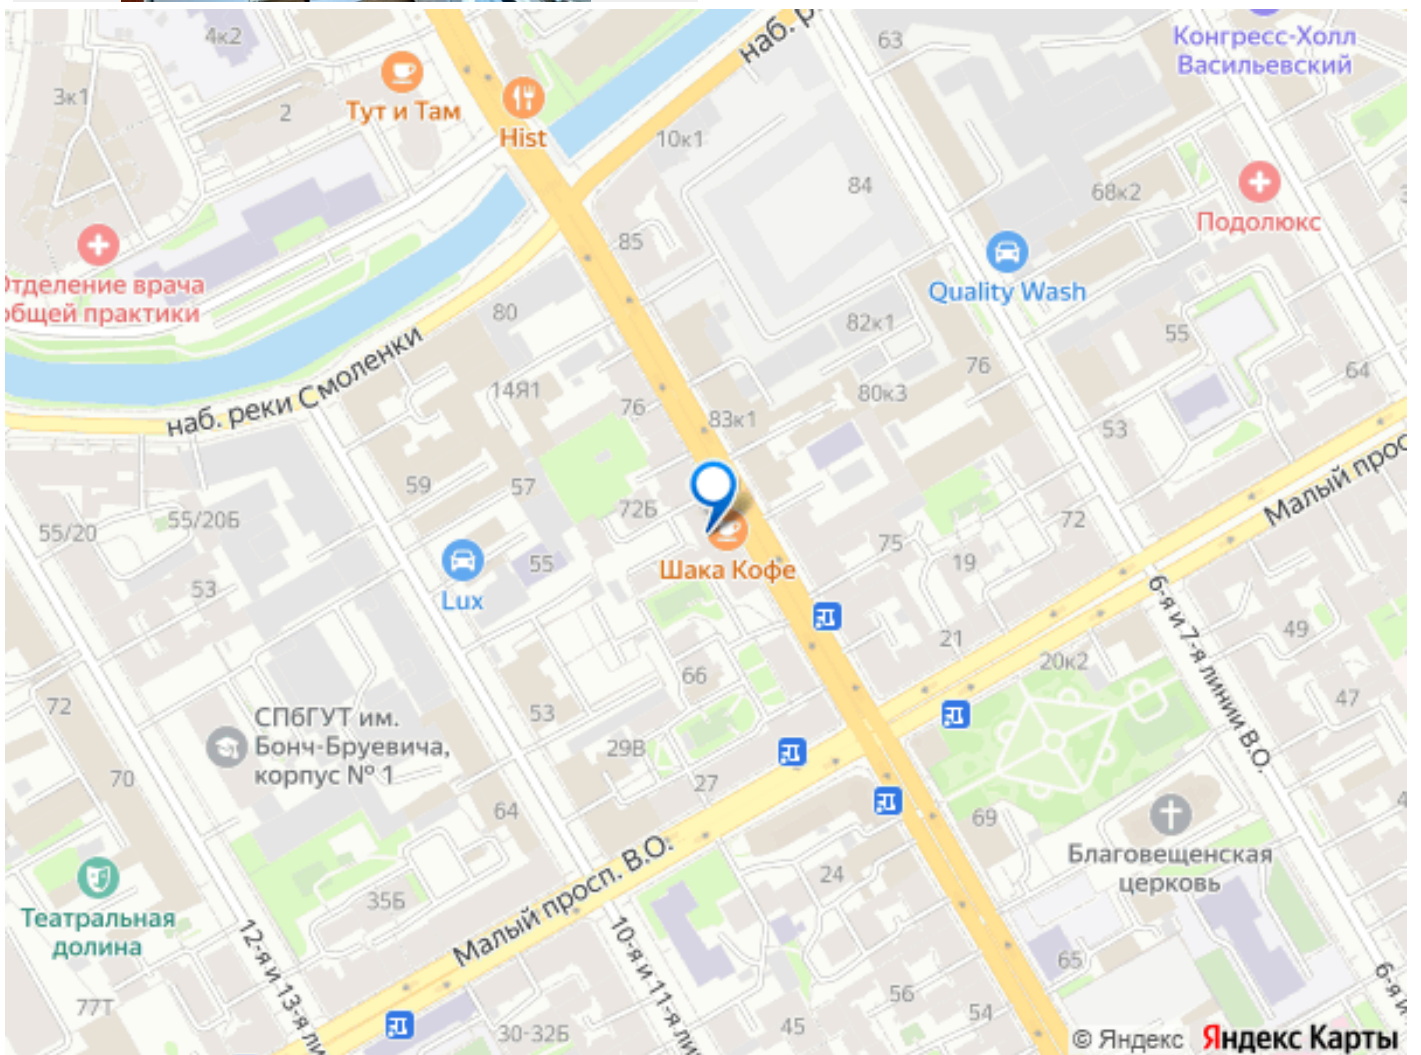 4к2
63
Конгресс-Холл
Васильевский
3к1
2
Тут и Там
Hist
наб. р
10к1
84
68к2
Подолюкс
85
Отделение врача
общей практики
80
Quality Wash
82к1
55
76
64
наб. реки Смоленки
14Я1
76
83к1
80к3
53
Малый прос
59
57
72Б
55/20
55/20Б
72
75
19
55
Шака Кофе
Lux
53
6-я и 7-я линии В.О.
49
21
20к2
66
47
72
СПбГУТ им.
Бонч-Бруевича,
корпус № 1
53
29В
27
70
64
69
Благовещенская
церковь
Малый просп. В.О.
24
35Б
Театральная
долина
12-я и 13-я ли
10-я и 11-я ли
65
6-я и
77Т
56
54
30-32Б
45
© Яндекс Яндекс Карты